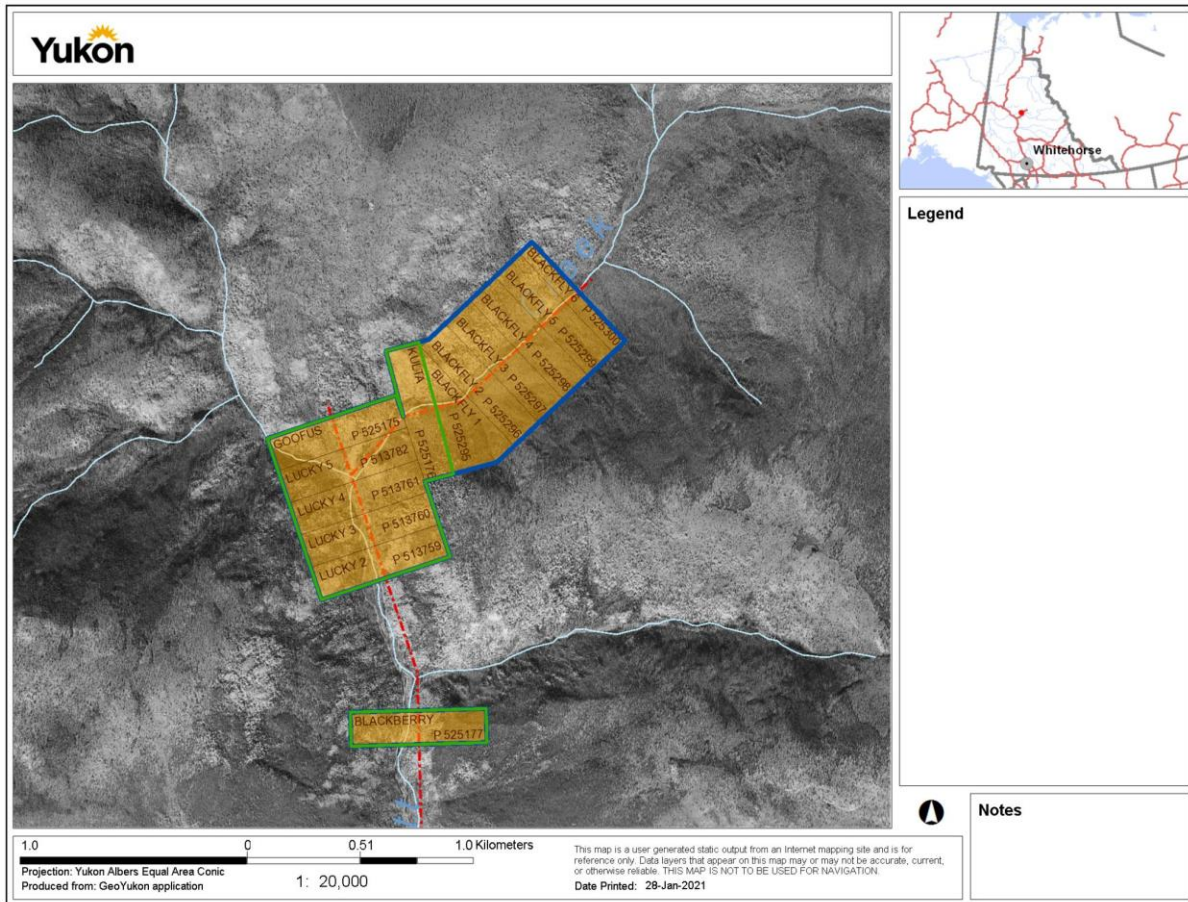 Yukon
Whitehorse
Legend
eek
BLACKFLY 6 P 525300
BLACKFLY 5 P 525299
BLACKFLY 4 P 525298
BLACKFLY 3 P 525297
BLACKFLY 2 P 525296
BLACKFLY 1 P 525295
KULTA P 525176
GOOFUS P 525175
LUCKY 5 P 513782
LUCKY 4 P 513761
LUCKY 3 P 513760
LUCKY 2 P 513759
BLACKBERRY
P 525177
Notes
1.0 0 0.51 1.0 Kilometers
Projection: Yukon Albers Equal Area Conic
Produced from: GeoYukon application
1: 20,000
This map is a user generated static output from an Internet mapping site and is for
reference only. Data layers that appear on this map may or may not be accurate, current,
or otherwise reliable. THIS MAP IS NOT TO BE USED FOR NAVIGATION.
Date Printed: 28-Jan-2021